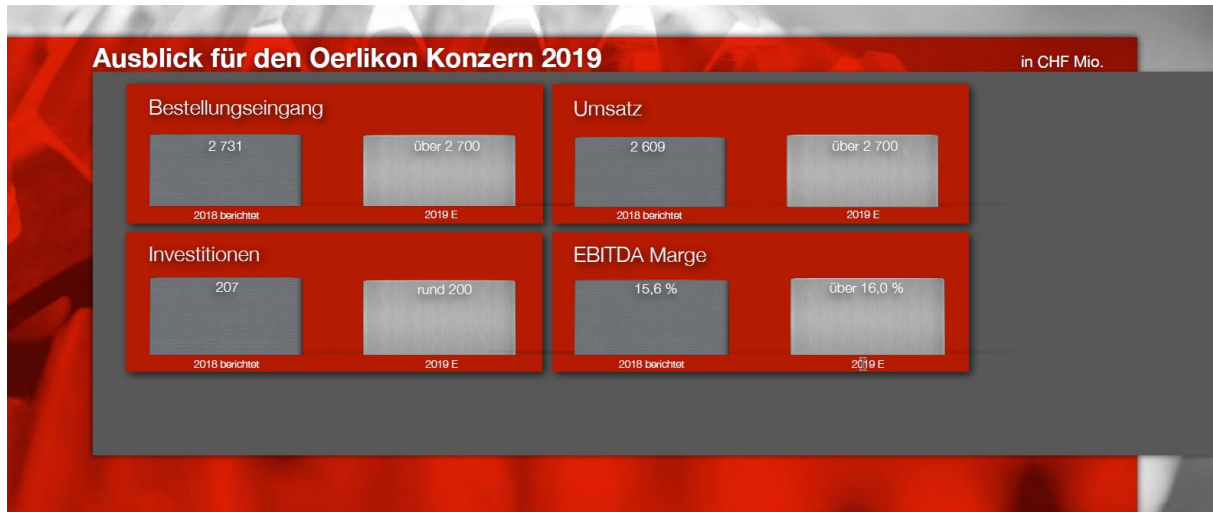 Ausblick für den Oerlikon Konzern 2019
in CHF Mio.
Bestellungseingang
2 731
über 2 700
2018 berichtet
2019 E
Umsatz
2 609
über 2 700
2018 berichtet
2019 E
Investitionen
207
rund 200
2018 berichtet
2019 E
EBITDA Marge
15,6 %
über 16,0 %
2018 berichtet
2019 E